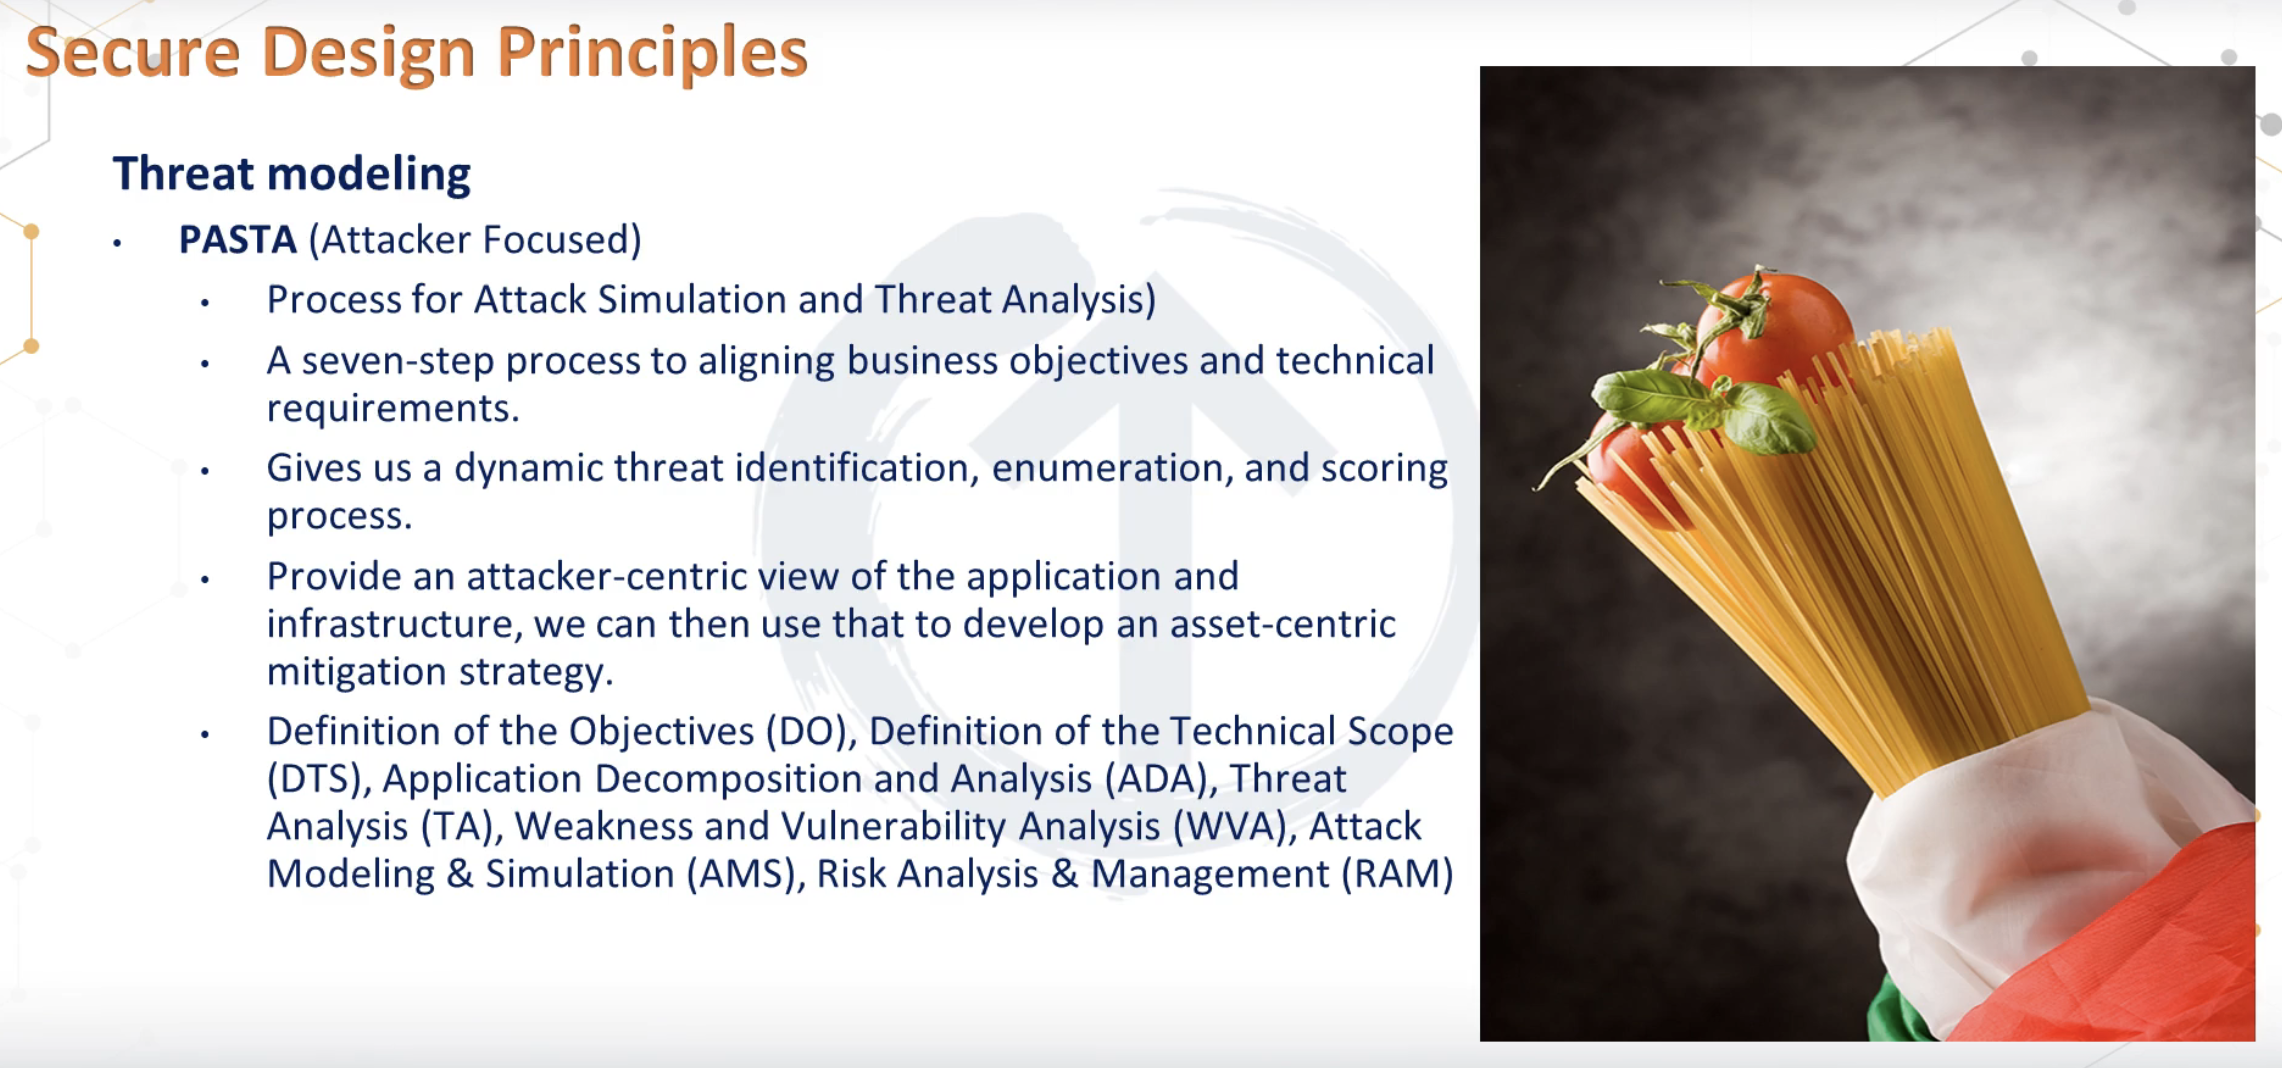 Secure Design Principles
Threat modeling
• PASTA (Attacker Focused)
• Process for Attack Simulation and Threat Analysis)
• A seven-step process to aligning business objectives and technical
requirements.
• Gives us a dynamic threat identification, enumeration, and scoring
process.
• Provide an attacker-centric view of the application and
infrastructure, we can then use that to develop an asset-centric
mitigation strategy.
• Definition of the Objectives (DO), Definition of the Technical Scope
(DTS), Application Decomposition and Analysis (ADA), Threat
Analysis (TA), Weakness and Vulnerability Analysis (WVA), Attack
Modeling & Simulation (AMS), Risk Analysis & Management (RAM)